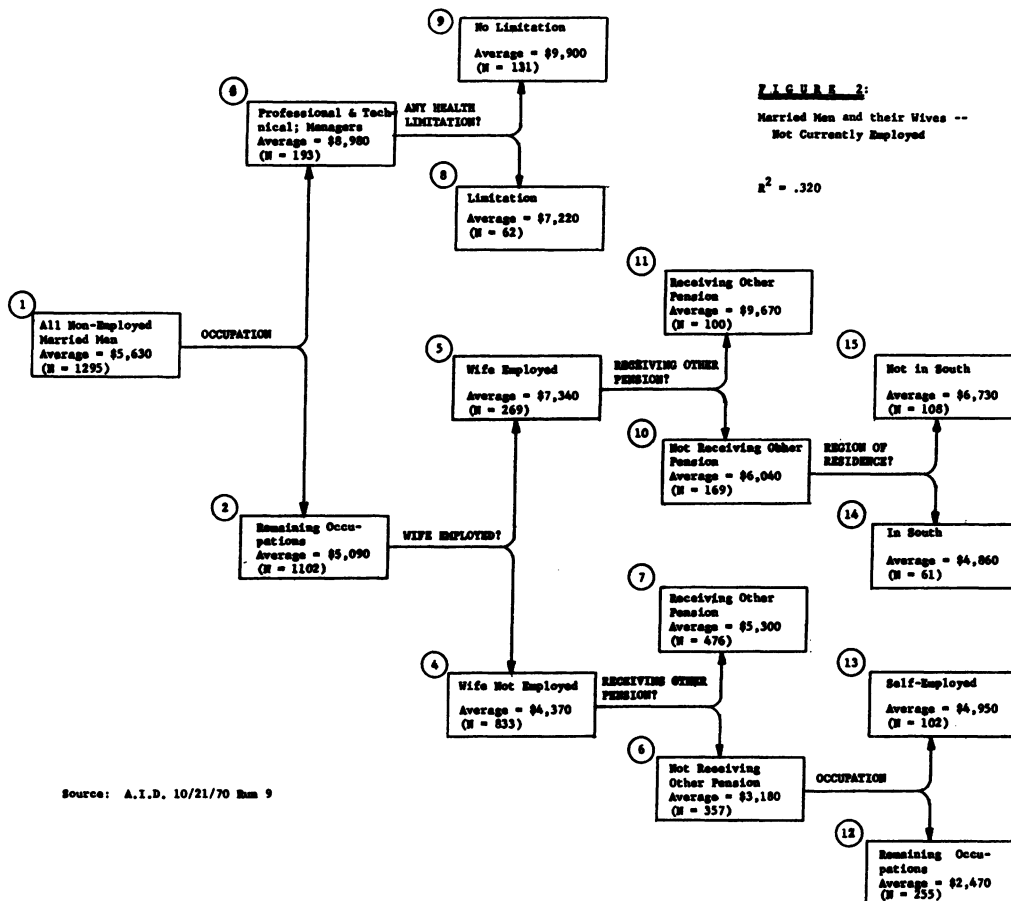 9
No Limitation
Average = $9,900
(N = 131)
FIGURE 2:
Married Men and their Wives --
Not Currently Employed
R² = .320
Professional & Tech-
nical; Managers
Average = $8,980
(N = 193)
ANY HEALTH
LIMITATION?
8
Limitation
Average = $7,220
(N = 62)
11
Receiving Other
Pension
Average = $9,670
(N = 100)
1
All Non-Employed
Married Men
Average = $5,630
(N = 1295)
OCCUPATION
5
Wife Employed
Average = $7,340
(N = 269)
RECEIVING OTHER
PENSION?
15
Not in South
Average = $6,730
(N = 108)
10
Not Receiving Other
Pension
Average = $6,040
(N = 169)
REGION OF
RESIDENCE?
2
Remaining Occu-
pations
Average = $5,090
(N = 1102)
WIFE EMPLOYED?
14
In South
Average = $4,860
(N = 61)
7
Receiving Other
Pension
Average = $5,300
(N = 476)
4
Wife Not Employed
Average = $4,370
(N = 833)
RECEIVING OTHER
PENSION?
13
Self-Employed
Average = $4,950
(N = 102)
6
Not Receiving
Other Pension
Average = $3,180
(N = 357)
OCCUPATION
12
Remaining Occu-
pations
Average = $2,470
(N = 255)
Source: A.I.D. 10/21/70 Run 9